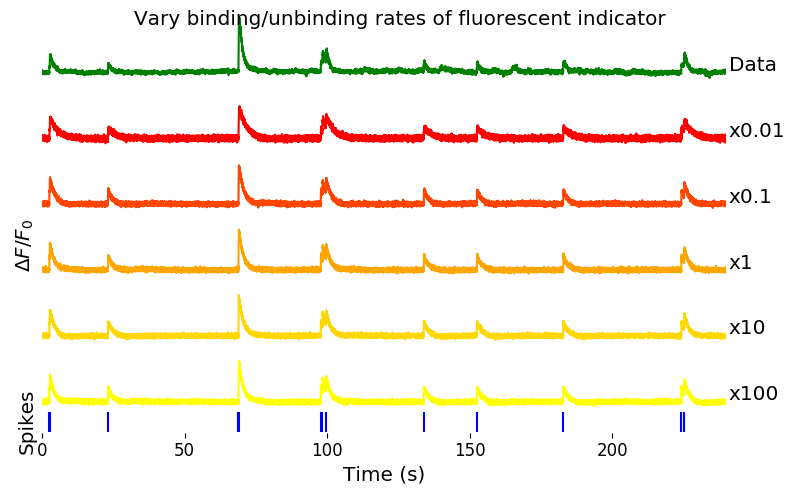 Vary binding/unbinding rates of fluorescent indicator
Data
x0.01
x0.1
x1
x10
x100
ΔF/F₀
Spikes
0 50 100 150 200
Time (s)